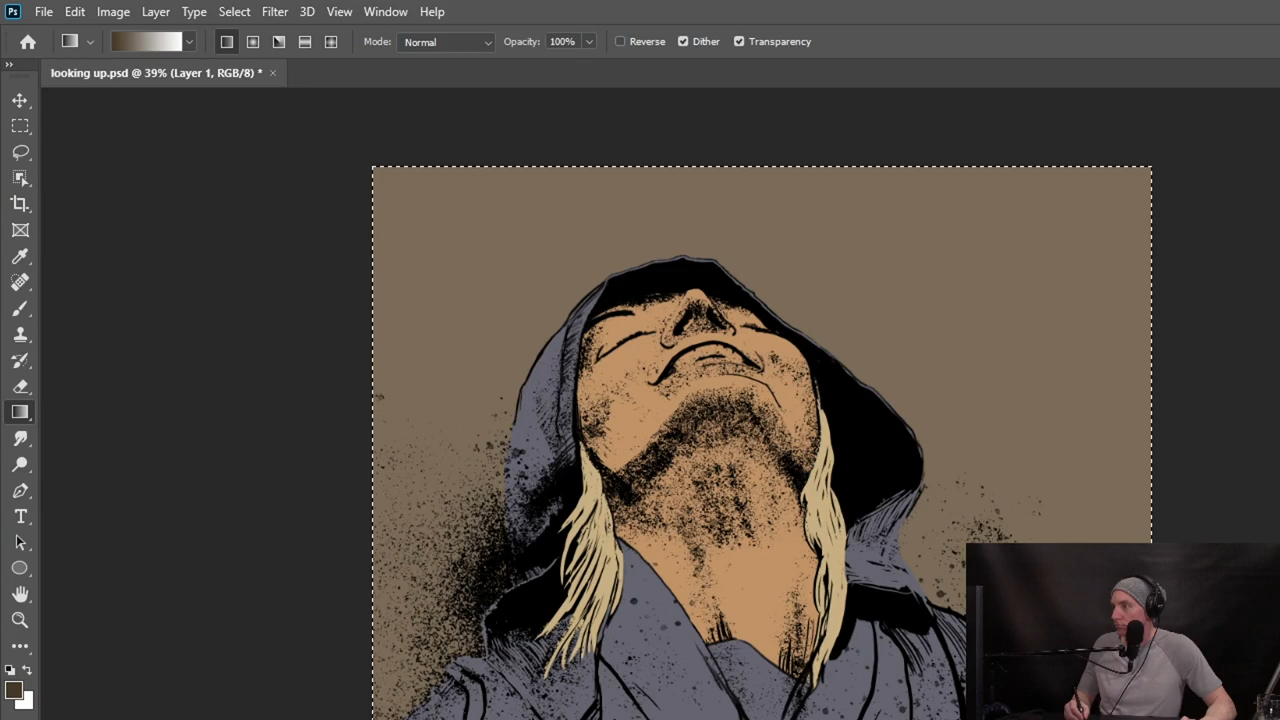 Ps File Edit Image Layer Type Select Filter 3D View Window Help
Mode: Normal Opacity: 100% Reverse Dither Transparency
looking up.psd @ 39% (Layer 1, RGB/8) * ×
T